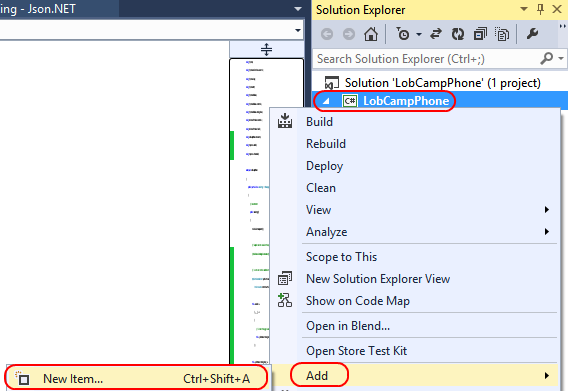 ing - Json.NET
Solution Explorer
Search Solution Explorer (Ctrl+;)
Solution 'LobCampPhone' (1 project)
C# LobCampPhone
Build
Rebuild
Deploy
Clean
View
Analyze
Scope to This
New Solution Explorer View
Show on Code Map
Open in Blend...
Open Store Test Kit
Add
New Item... Ctrl+Shift+A